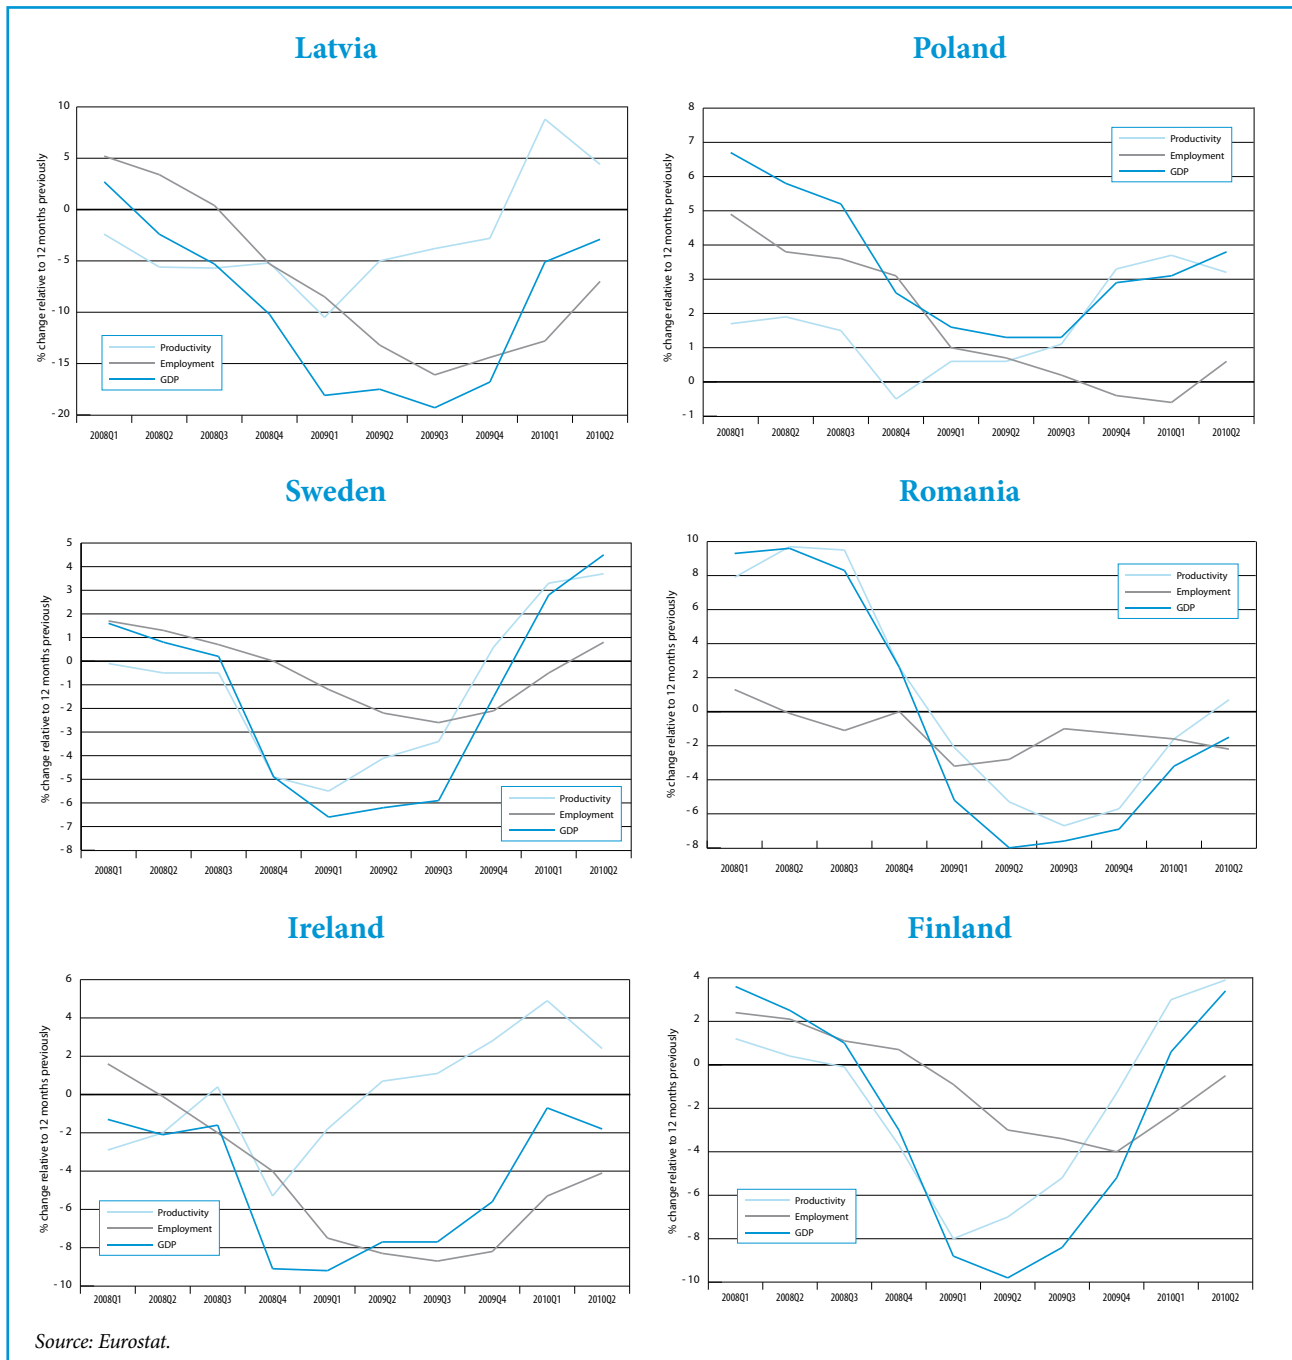 Latvia
% change relative to 12 months previously
10
5
0
- 5
- 10
- 15
- 20
Productivity
Employment
GDP
2008Q1 2008Q2 2008Q3 2008Q4 2009Q1 2009Q2 2009Q3 2009Q4 2010Q1 2010Q2
Poland
% change relative to 12 months previously
8
7
6
5
4
3
2
1
0
- 1
Productivity
Employment
GDP
2008Q1 2008Q2 2008Q3 2008Q4 2009Q1 2009Q2 2009Q3 2009Q4 2010Q1 2010Q2
Sweden
% change relative to 12 months previously
5
4
3
2
1
0
- 1
- 2
- 3
- 4
- 5
- 6
- 7
- 8
Productivity
Employment
GDP
2008Q1 2008Q2 2008Q3 2008Q4 2009Q1 2009Q2 2009Q3 2009Q4 2010Q1 2010Q2
Romania
% change relative to 12 months previously
10
8
6
4
2
0
- 2
- 4
- 6
- 8
Productivity
Employment
GDP
2008Q1 2008Q2 2008Q3 2008Q4 2009Q1 2009Q2 2009Q3 2009Q4 2010Q1 2010Q2
Ireland
% change relative to 12 months previously
6
4
2
0
- 2
- 4
- 6
- 8
- 10
Productivity
Employment
GDP
2008Q1 2008Q2 2008Q3 2008Q4 2009Q1 2009Q2 2009Q3 2009Q4 2010Q1 2010Q2
Finland
% change relative to 12 months previously
4
2
0
- 2
- 4
- 6
- 8
- 10
Productivity
Employment
GDP
2008Q1 2008Q2 2008Q3 2008Q4 2009Q1 2009Q2 2009Q3 2009Q4 2010Q1 2010Q2
Source: Eurostat.